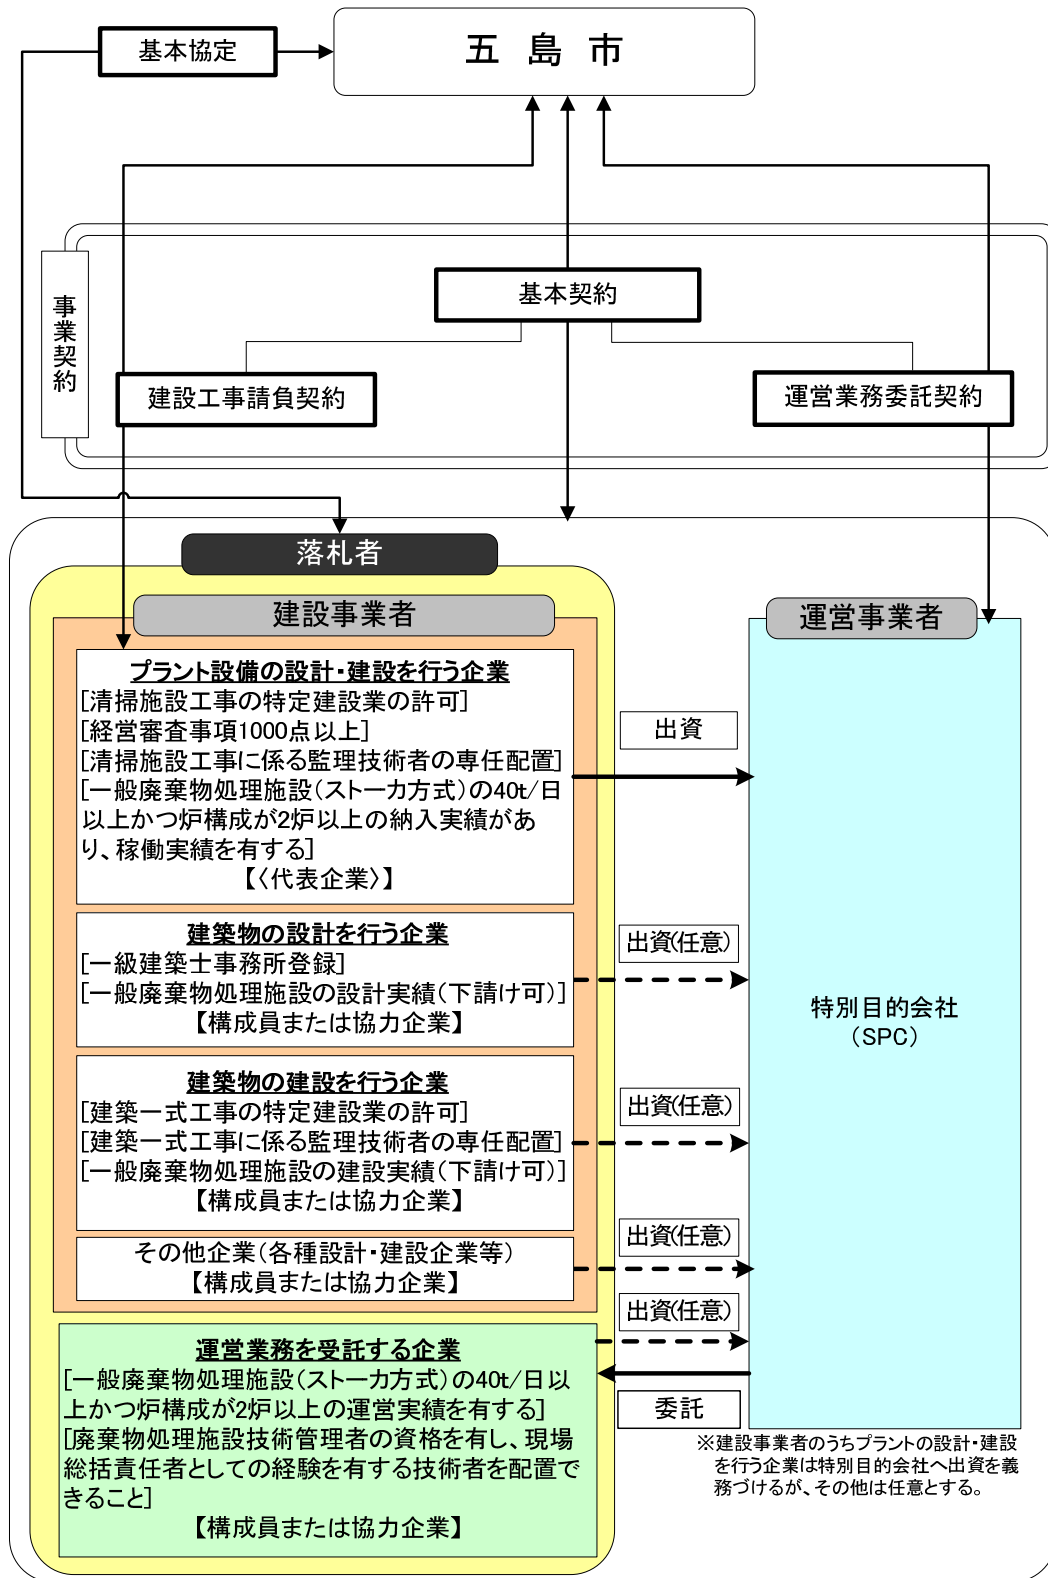 基本協定
五 島 市
事業契約
基本契約
建設工事請負契約
運営業務委託契約
落札者
建設事業者
運営事業者
プラント設備の設計・建設を行う企業
[清掃施設工事の特定建設業の許可]
[経営審査事項1000点以上]
[清掃施設工事に係る監理技術者の専任配置]
[一般廃棄物処理施設(ストーカ方式)の40t/日
以上かつ炉構成が2炉以上の納入実績があ
り、稼働実績を有する]
【〈代表企業〉】
出資
建築物の設計を行う企業
[一級建築士事務所登録]
[一般廃棄物処理施設の設計実績(下請け可)]
【構成員または協力企業】
出資(任意)
特別目的会社
(SPC)
建築物の建設を行う企業
[建築一式工事の特定建設業の許可]
[建築一式工事に係る監理技術者の専任配置]
[一般廃棄物処理施設の建設実績(下請け可)]
【構成員または協力企業】
出資(任意)
その他企業(各種設計・建設企業等)
【構成員または協力企業】
出資(任意)
出資(任意)
運営業務を受託する企業
[一般廃棄物処理施設(ストーカ方式)の40t/日以
上かつ炉構成が2炉以上の運営実績を有する]
[廃棄物処理施設技術管理者の資格を有し、現場
総括責任者としての経験を有する技術者を配置で
きること]
【構成員または協力企業】
委託
※建設事業者のうちプラントの設計・建設
を行う企業は特別目的会社へ出資を義
務づけるが、その他は任意とする。